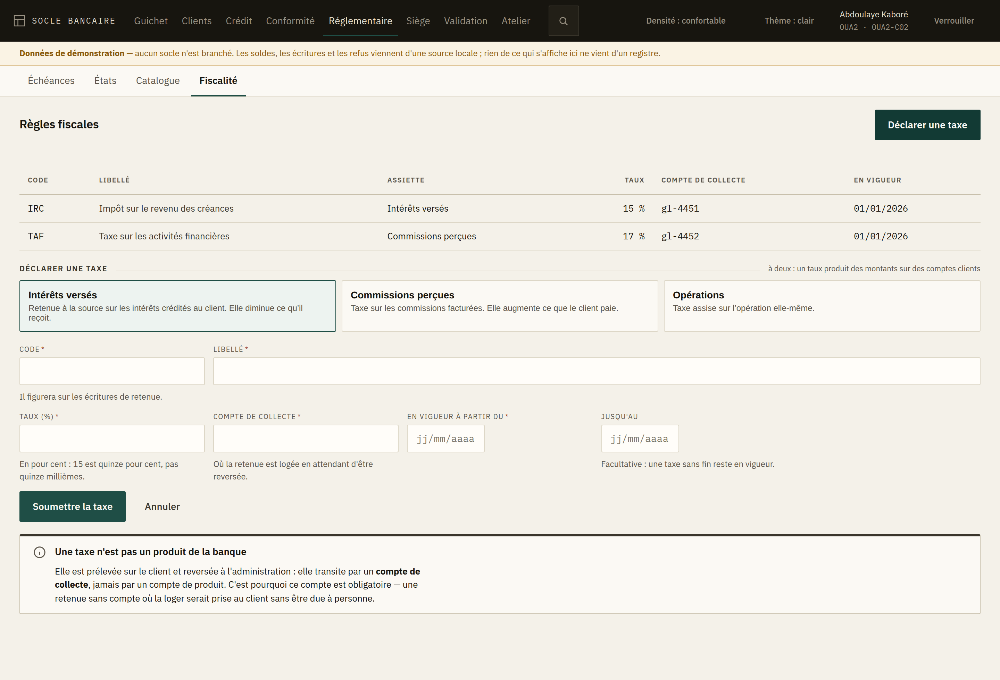 SOCLE BANCAIRE
Guichet Clients Crédit Conformité Réglementaire Siège Validation Atelier
Densité : confortable
Thème : clair
Abdoulaye Kaboré
OUA2 · OUA2-C02
Verrouiller
Données de démonstration — aucun socle n'est branché. Les soldes, les écritures et les refus viennent d'une source locale ; rien de ce qui s'affiche ici ne vient d'un registre.
Échéances États Catalogue Fiscalité
Règles fiscales
Déclarer une taxe
CODE LIBELLÉ ASSIETTE TAUX COMPTE DE COLLECTE EN VIGUEUR
IRC Impôt sur le revenu des créances Intérêts versés 15 % gl-4451 01/01/2026
TAF Taxe sur les activités financières Commissions perçues 17 % gl-4452 01/01/2026
DÉCLARER UNE TAXE
à deux : un taux produit des montants sur des comptes clients
Intérêts versés
Retenue à la source sur les intérêts crédités au client. Elle diminue ce qu’il
reçoit.
Commissions perçues
Taxe sur les commissions facturées. Elle augmente ce que le client paie.
Opérations
Taxe assise sur l’opération elle-même.
CODE *
LIBELLÉ *
Il figurera sur les écritures de retenue.
TAUX (%) *
COMPTE DE COLLECTE *
EN VIGUEUR À PARTIR DU *
JUSQU'AU
jj/mm/aaaa
jj/mm/aaaa
En pour cent : 15 est quinze pour cent, pas
quinze millièmes.
Où la retenue est logée en attendant d'être
reversée.
Facultative : une taxe sans fin reste en vigueur.
Soumettre la taxe
Annuler
Une taxe n'est pas un produit de la banque
Elle est prélevée sur le client et reversée à l'administration : elle transite par un compte de
collecte, jamais par un compte de produit. C'est pourquoi ce compte est obligatoire — une
retenue sans compte où la loger serait prise au client sans être due à personne.